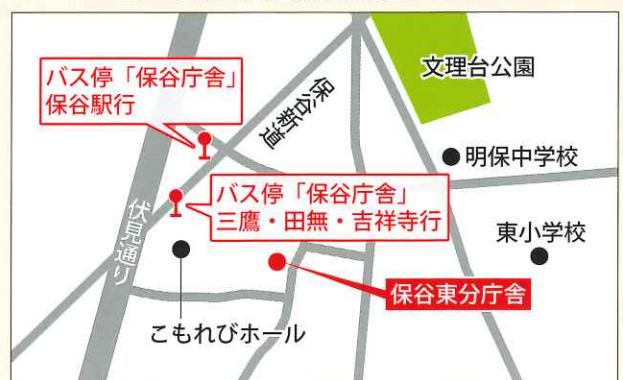 バス停「保谷庁舎」
保谷駅行
保谷新道
文理台公園
明保中学校
バス停「保谷庁舎」
三鷹・田無・吉祥寺行
伏見通り
東小学校
保谷東分庁舎
こもれびホール